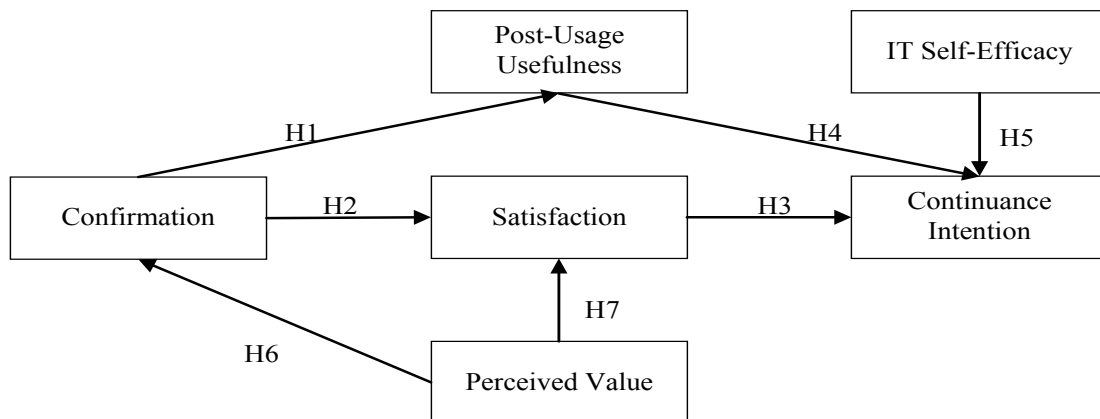 Post-Usage
Usefulness
IT Self-Efficacy
H1
H4
H5
Confirmation
H2
Satisfaction
H3
Continuance
Intention
H7
H6
Perceived Value